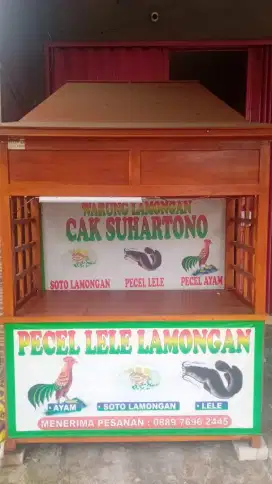 WARUNG LAMONGAN
CAK SUHARTONO
SOTO LAMONGAN PECEL LELE PECEL AYAM
PECEL LELE LAMONGAN
• AYAM • SOTO LAMONGAN • LELE
MENERIMA PESANAN : 0889 7696 2445